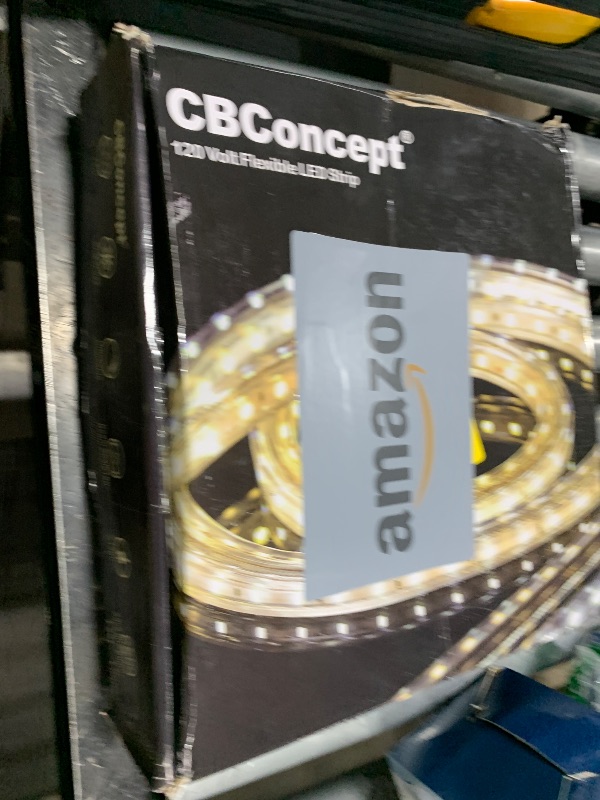 CBConcept®
120 Volt Flexible LED Strip
amazon